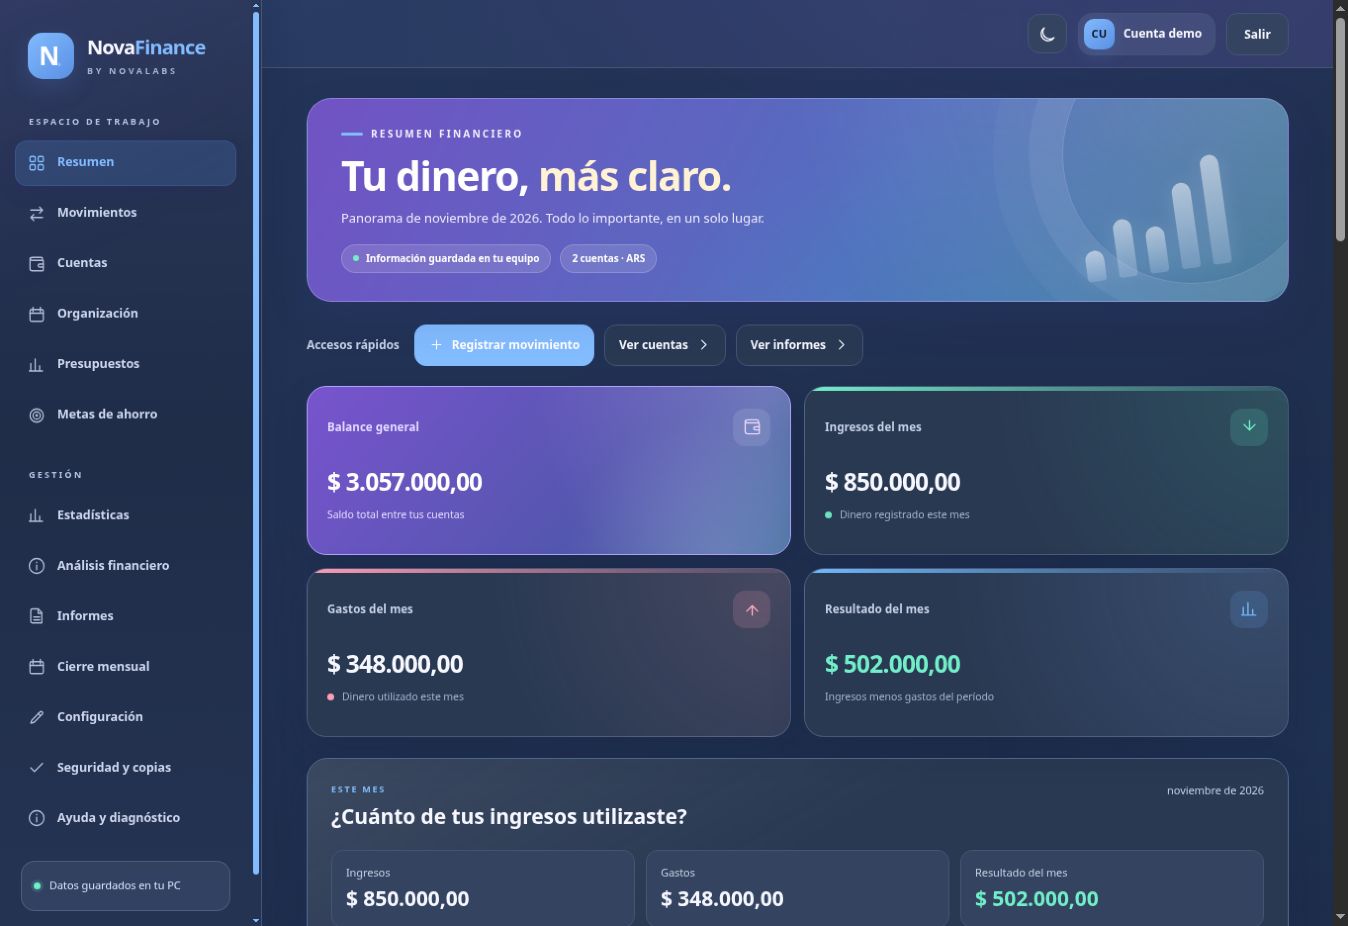 N.
NovaFinance
BY NOVALABS
ESPACIO DE TRABAJO
Resumen
Movimientos
Cuentas
Organización
Presupuestos
Metas de ahorro
GESTIÓN
Estadísticas
Análisis financiero
Informes
Cierre mensual
Configuración
Seguridad y copias
Ayuda y diagnóstico
Datos guardados en tu PC
CU
Cuenta demo
Salir
RESUMEN FINANCIERO
Tu dinero, más claro.
Panorama de noviembre de 2026. Todo lo importante, en un solo lugar.
Información guardada en tu equipo
2 cuentas · ARS
Accesos rápidos
Registrar movimiento
Ver cuentas
Ver informes
Balance general
$ 3.057.000,00
Saldo total entre tus cuentas
Ingresos del mes
$ 850.000,00
Dinero registrado este mes
Gastos del mes
$ 348.000,00
Dinero utilizado este mes
Resultado del mes
$ 502.000,00
Ingresos menos gastos del período
ESTE MES
noviembre de 2026
¿Cuánto de tus ingresos utilizaste?
Ingresos
$ 850.000,00
Gastos
$ 348.000,00
Resultado del mes
$ 502.000,00